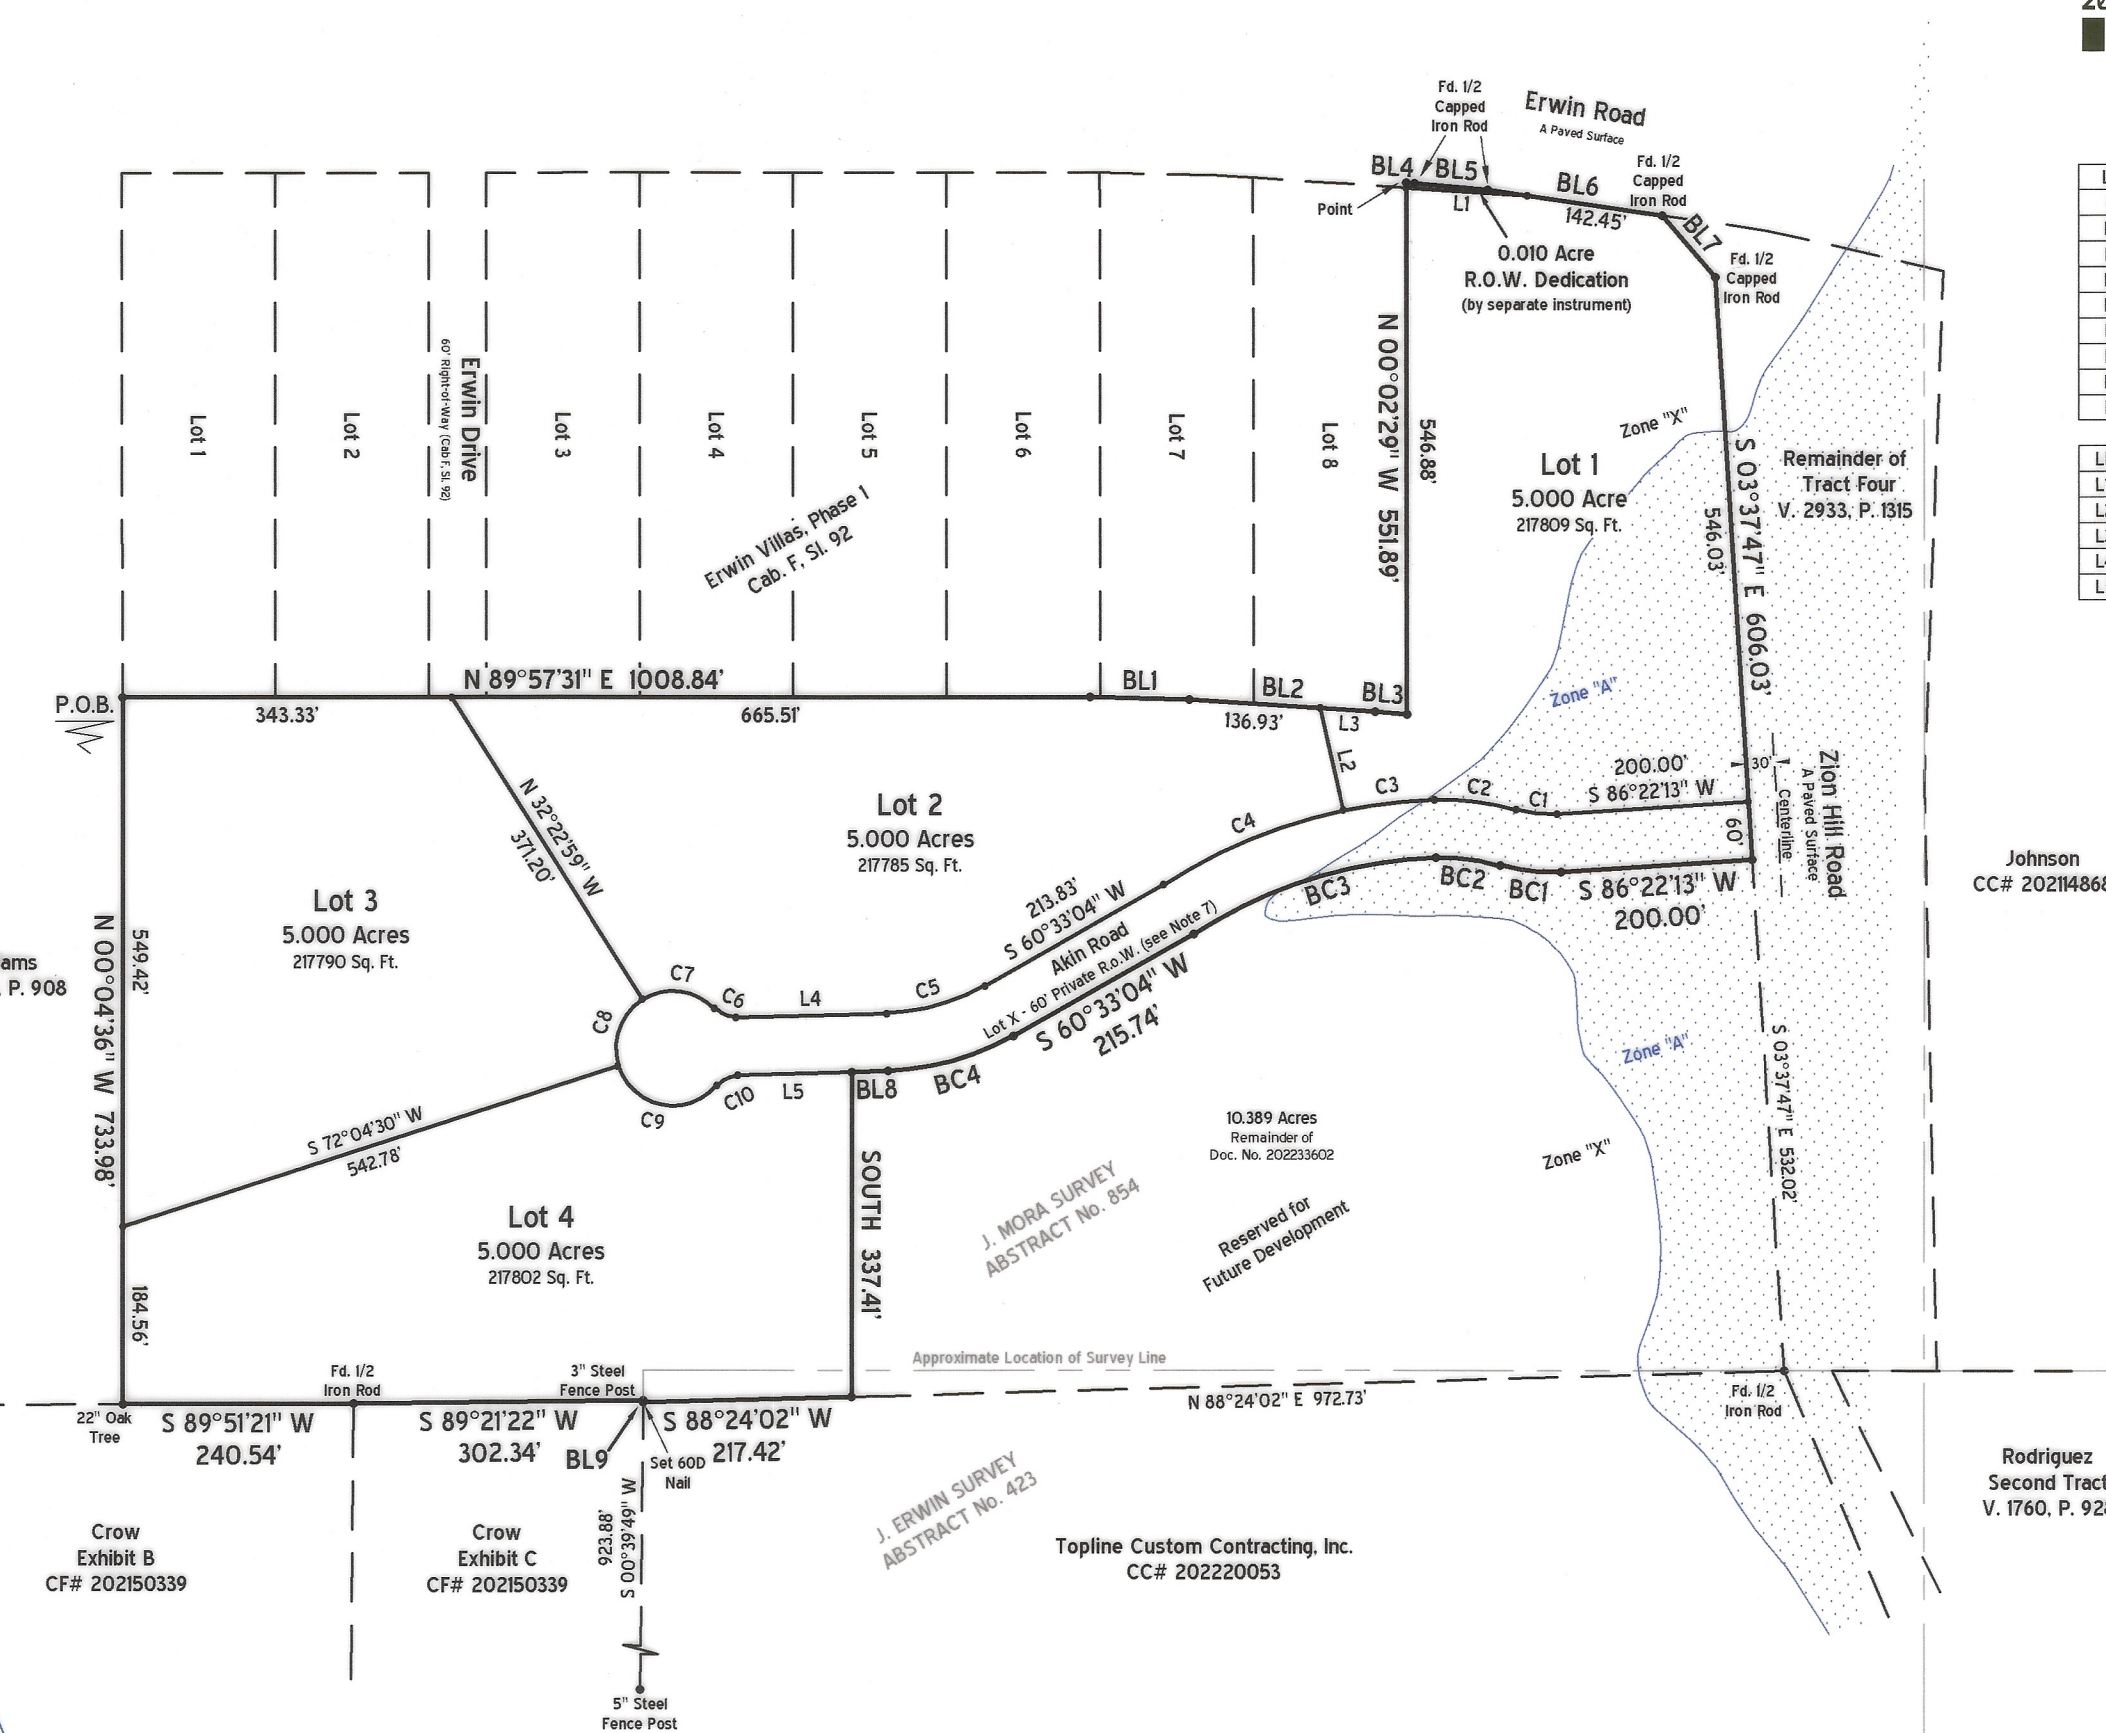 Fd. 1/2
Capped
Iron Rod
Erwin Road
A Paved Surface
BL4
BL5
L1
Point
BL6
142.45'
Fd. 1/2
Capped
Iron Rod
BL7
Fd. 1/2
Capped
Iron Rod
0.010 Acre
R.O.W. Dedication
(by separate instrument)
Lot 1
Lot 2
Erwin Drive
60' Right-of-Way (Cab F, Sl. 92)
Lot 3
Lot 4
Lot 5
Lot 6
Lot 7
Lot 8
Erwin Villas, Phase 1
Cab. F, Sl. 92
N 00°02'29" W 551.89'
546.88'
Zone "X"
Lot 1
5.000 Acre
217809 Sq. Ft.
S 03°37'47" E 606.03'
546.03'
Remainder of
Tract Four
V. 2933, P. 1315
P.O.B.
N 89°57'31" E 1008.84'
343.33'
665.51'
BL1
BL2
BL3
136.93'
L3
L2
Zone "A"
200.00'
S 86°22'13" W
30'
60'
Centerline
Zion Hill Road
A Paved Surface
C3
C2
C1
C4
N 32°22'59" W
371.20'
Lot 2
5.000 Acres
217785 Sq. Ft.
Lot 3
5.000 Acres
217790 Sq. Ft.
Johnson
BC3
BC2
BC1
S 86°22'13" W
200.00'
213.83'
S 60°33'04" W
Akin Road
Lot X - 60' Private R.o.W. (see Note 7)
S 60°33'04" W
215.74'
ams
P. 908
N 00°04'36" W 733.98'
549.42'
C7
C6
L4
C5
C8
C9
C10
L5
BL8
BC4
S 72°04'30" W
542.78'
Zone "A"
S 03°37'47" E 532.02'
10.389 Acres
Remainder of
Doc. No. 202233602
Zone "X"
J. MORA SURVEY
ABSTRACT No. 854
Reserved for
Future Development
SOUTH 337.41'
Lot 4
5.000 Acres
217802 Sq. Ft.
184.56'
Approximate Location of Survey Line
N 88°24'02" E 972.73'
Fd. 1/2
Iron Rod
Fd. 1/2
Iron Rod
3" Steel
Fence Post
22" Oak
Tree
S 89°51'21" W
240.54'
S 89°21'22" W
302.34'
BL9
Set 60D
Nail
S 88°24'02" W
217.42'
J. ERWIN SURVEY
ABSTRACT No. 423
S 00°39'49" W
923.88'
Crow
Exhibit B
CF# 202150339
Crow
Exhibit C
CF# 202150339
Topline Custom Contracting, Inc.
CC# 202220053
Rodriguez
Second Tract
V. 1760, P. 928
5" Steel
Fence Post